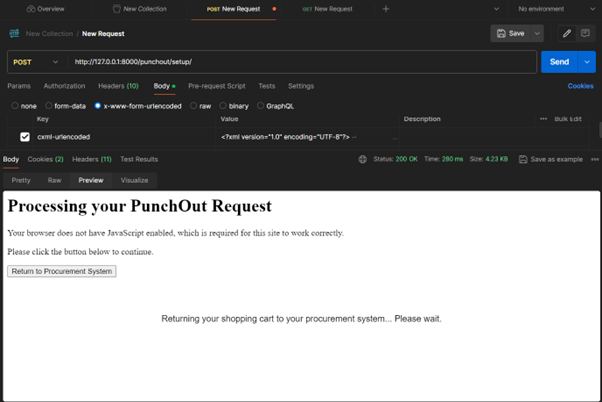 Overview New Collection POST New Request GET New Request + No environment
New Collection / New Request Save
POST http://127.0.0.1:8000/punchout/setup/ Send
Params Authorization Headers (10) Body Pre-request Script Tests Settings Cookies
none form-data x-www-form-urlencoded raw binary GraphQL
Key Value Description ••• Bulk Edit
cxml-urlencoded <?xml version="1.0" encoding="UTF-8"?>
Body Cookies (2) Headers (11) Test Results Status: 200 OK Time: 280 ms Size: 4.23 KB Save as example •••
Pretty Raw Preview Visualize
Processing your PunchOut Request
Your browser does not have JavaScript enabled, which is required for this site to work correctly.
Please click the button below to continue.
Return to Procurement System
Returning your shopping cart to your procurement system... Please wait.